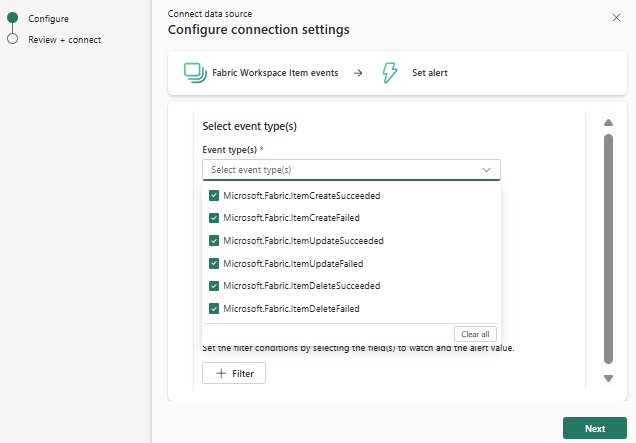 Configure
Review + connect
Connect data source
Configure connection settings
Fabric Workspace Item events → Set alert
Select event type(s)
Event type(s) *
Select event type(s)
Microsoft.Fabric.ItemCreateSucceeded
Microsoft.Fabric.ItemCreateFailed
Microsoft.Fabric.ItemUpdateSucceeded
Microsoft.Fabric.ItemUpdateFailed
Microsoft.Fabric.ItemDeleteSucceeded
Microsoft.Fabric.ItemDeleteFailed
Clear all
Set the filter conditions by selecting the field(s) to watch and the alert value.
+ Filter
Next